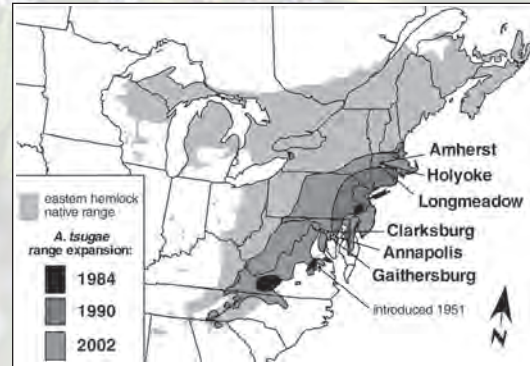 Amherst
Holyoke
Longmeadow
Clarksburg
Annapolis
Gaithersburg
introduced 1951
N
eastern hemlock
native range
A. tsugae
range expansion:
1984
1990
2002